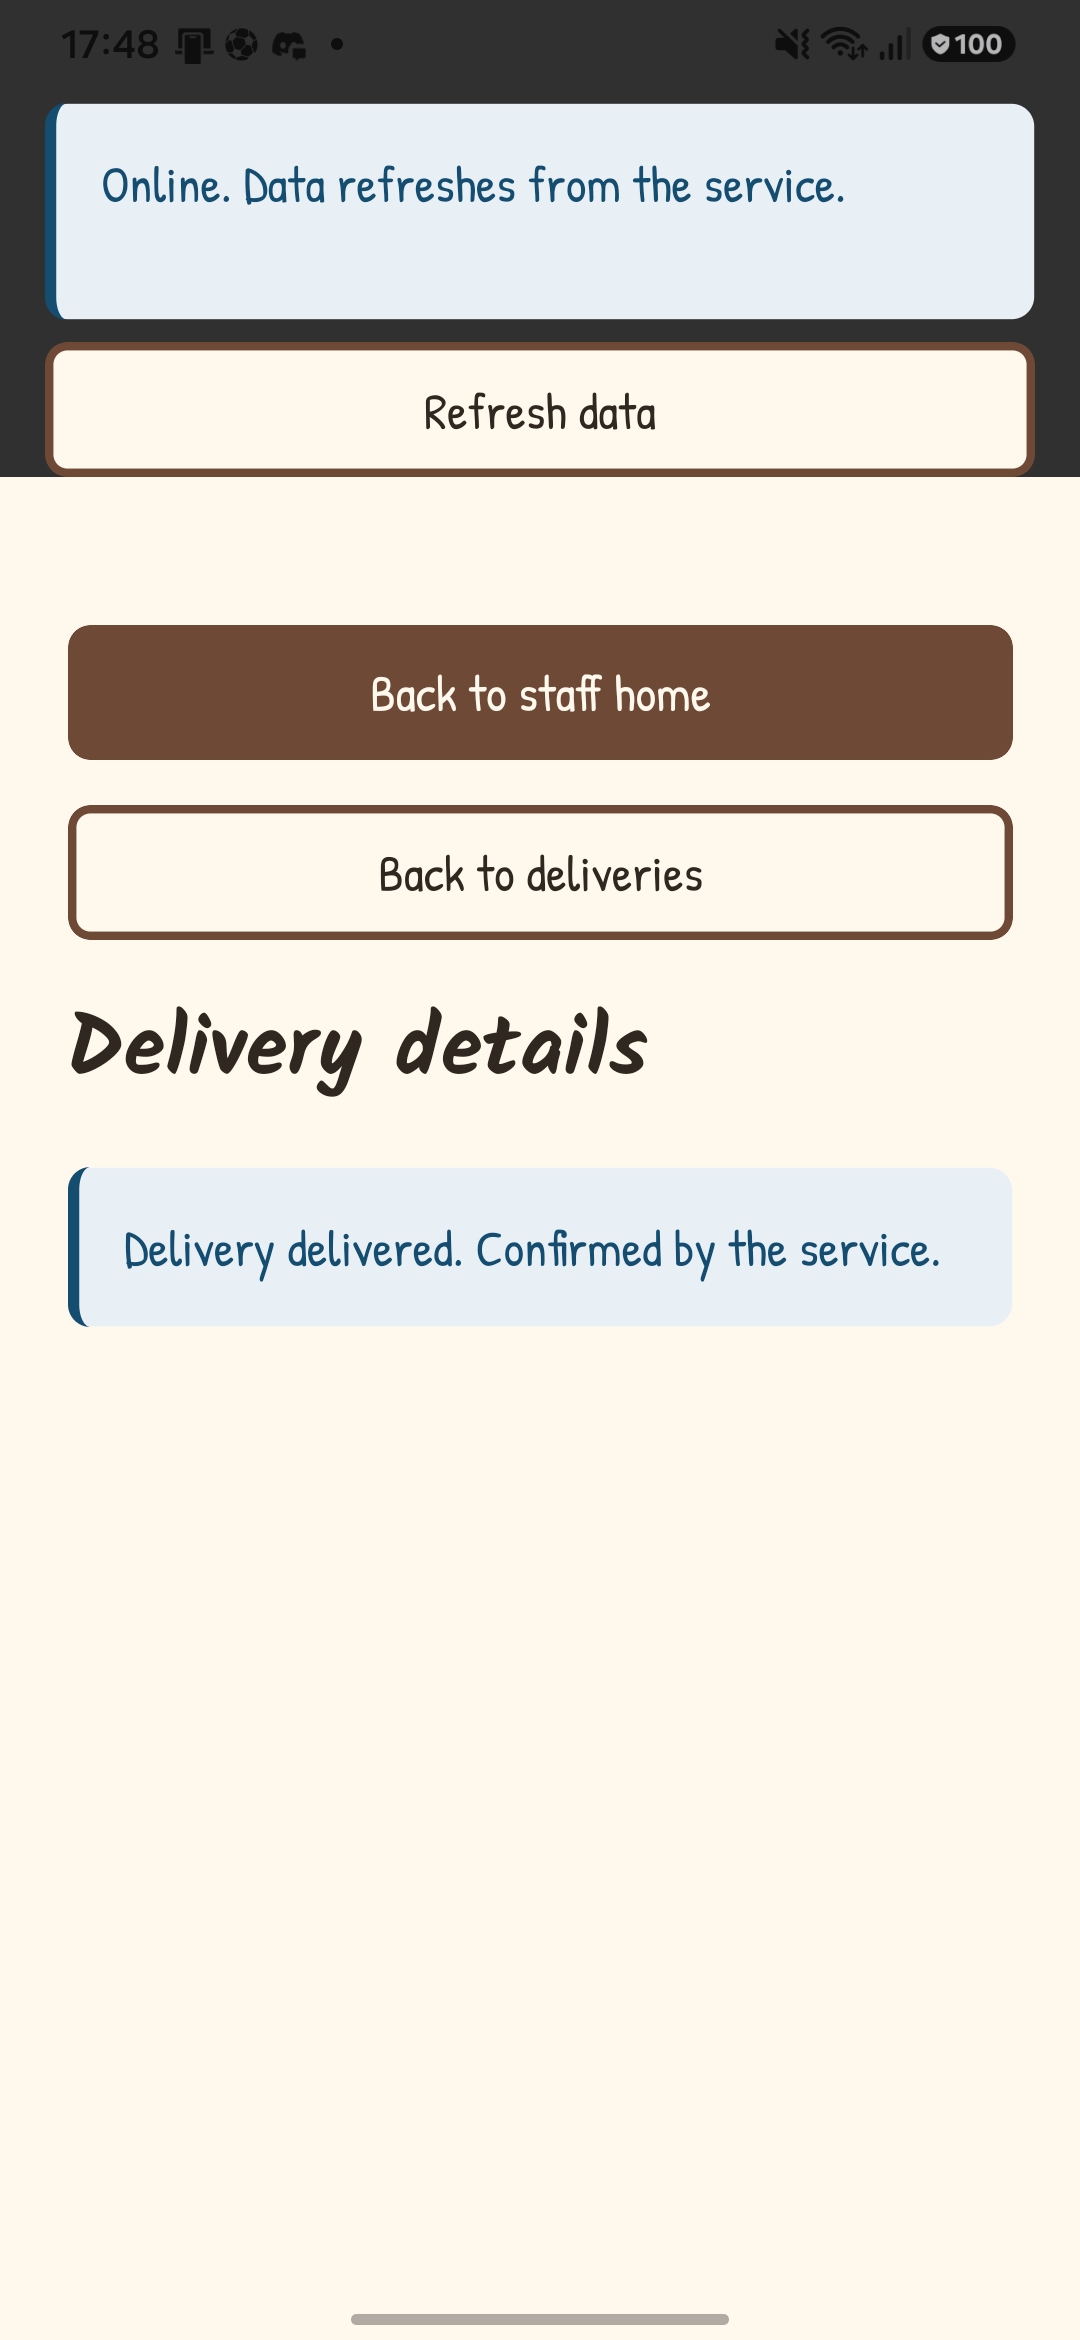 17:48
100
Online. Data refreshes from the service.
Refresh data
Back to staff home
Back to deliveries
Delivery details
Delivery delivered. Confirmed by the service.